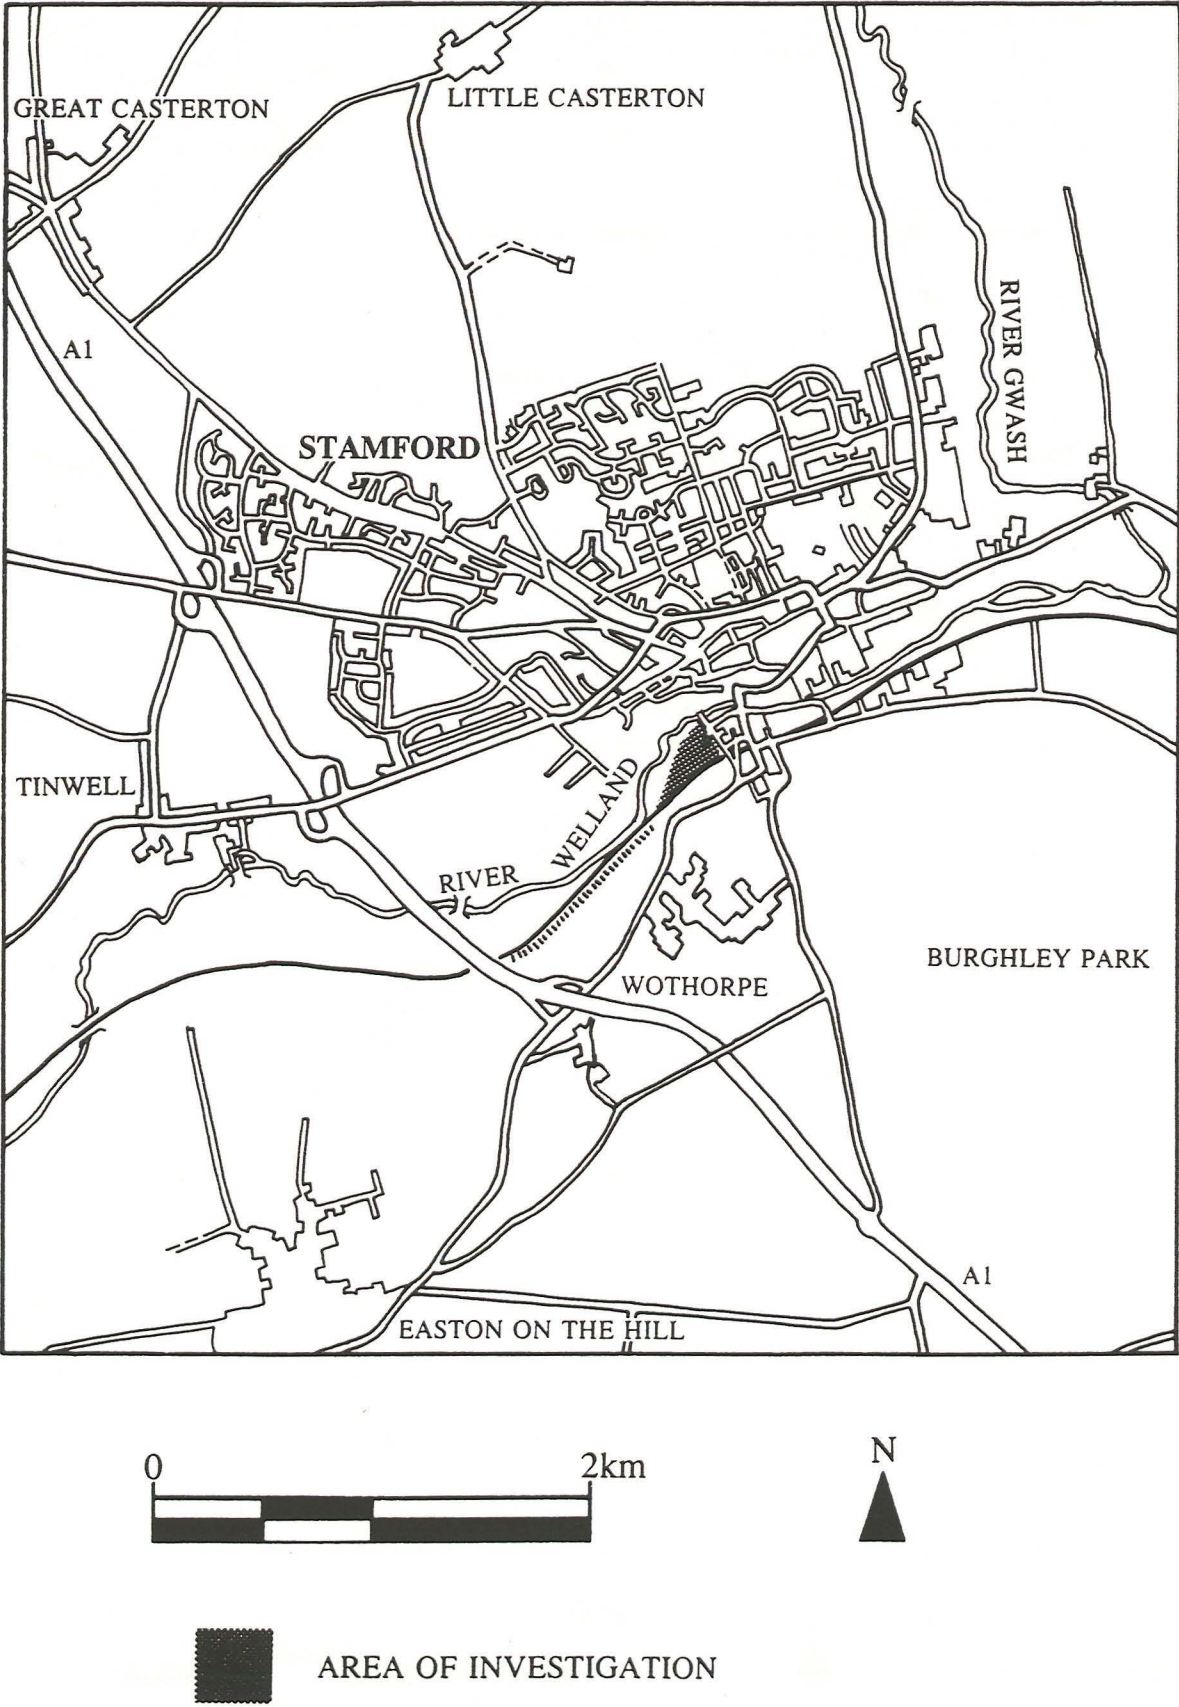 GREAT CASTERTON
LITTLE CASTERTON
A1
RIVER GWASH
STAMFORD
TINWELL
RIVER WELLAND
WOTHORPE
BURGHLEY PARK
A1
EASTON ON THE HILL
0 2km
N
AREA OF INVESTIGATION